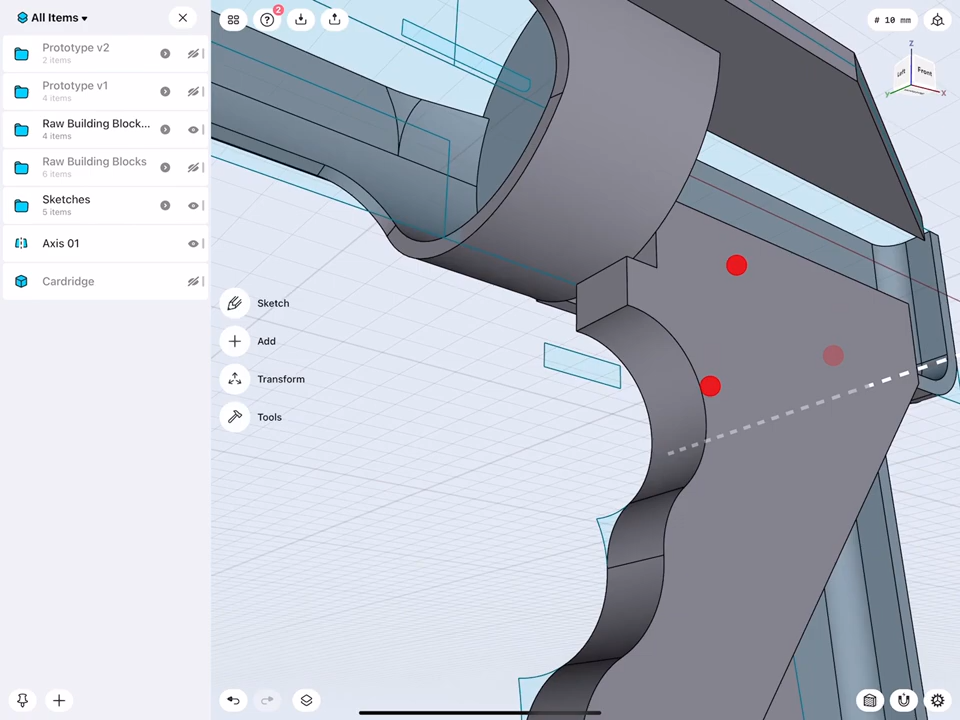 All Items
2
# 10 mm
Prototype v2
2 items
Prototype v1
4 items
Raw Building Block...
4 items
Raw Building Blocks
6 items
Sketches
5 items
Axis 01
Cardridge
Sketch
Add
Transform
Tools
z
Left
Front
y
x